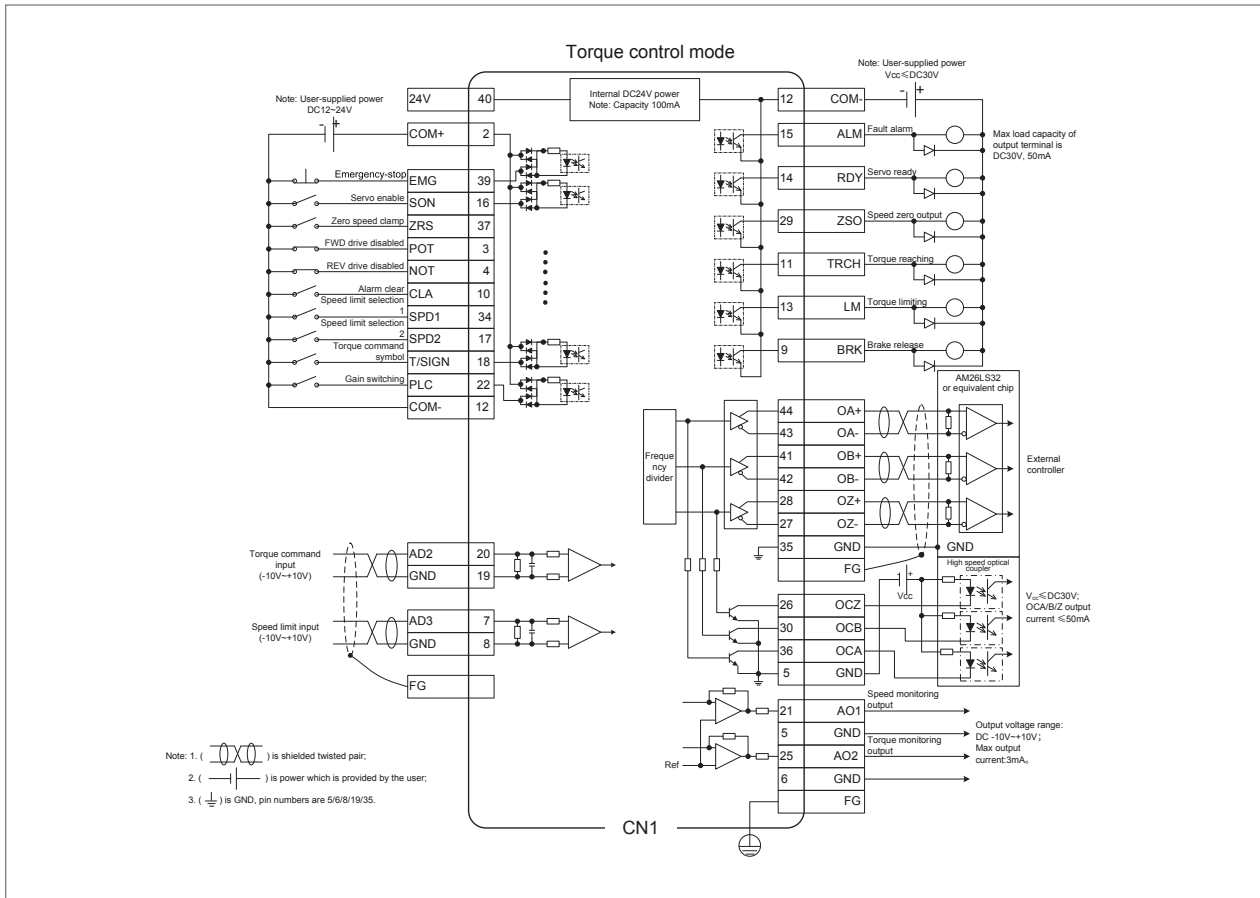 Torque control mode
Note: User-supplied power
DC12~24V
- +
24V 40
COM+ 2
Emergency-stop EMG 39
Servo enable SON 16
Zero speed clamp ZRS 37
FWD drive disabled POT 3
REV drive disabled NOT 4
Alarm clear CLA 10
Speed limit selection
1 SPD1 34
Speed limit selection
2 SPD2 17
Torque command
symbol T/SIGN 18
Gain switching PLC 22
COM- 12
Internal DC24V power
Note: Capacity 100mA
Note: User-supplied power
Vcc≤DC30V
- +
12 COM-
15 ALM Fault alarm
14 RDY Servo ready
29 ZSO Speed zero output
11 TRCH Torque reaching
13 LM Torque limiting
9 BRK Brake release
Max load capacity of
output terminal is
DC30V, 50mA
AM26LS32
or equivalent chip
Freque
ncy
divider
44 OA+
43 OA-
41 OB+
42 OB-
28 OZ+
27 OZ-
35 GND
GND
FG
External
controller
High speed optical
coupler
+
Vcc
26 OCZ
30 OCB
36 OCA
5 GND
Vcc≤DC30V;
OCA/B/Z output
current ≤50mA
Torque command
input
(-10V~+10V)
AD2 20
GND 19
Speed limit input
(-10V~+10V)
AD3 7
GND 8
FG
Ref
21 AO1
Speed monitoring
output
5 GND
Torque monitoring
output
25 AO2
6 GND
FG
Output voltage range:
DC -10V~+10V;
Max output
current:3mA。
Note: 1. ( ) is shielded twisted pair;
2. ( ) is power which is provided by the user;
3. ( ) is GND, pin numbers are 5/6/8/19/35.
CN1